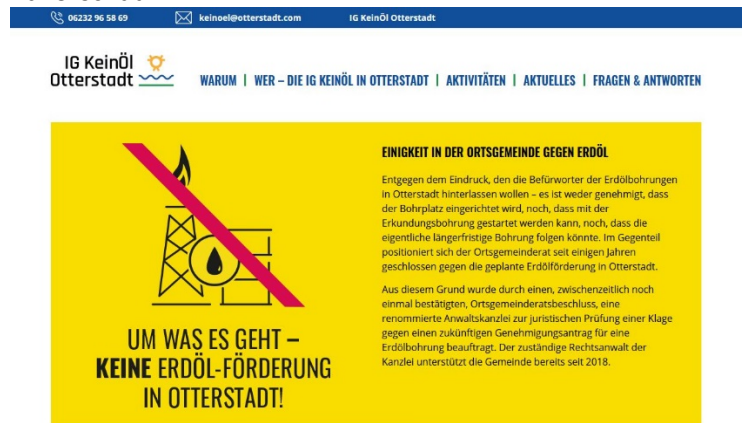 06232 96 58 69 keinoel@otterstadt.com IG KeinÖl Otterstadt
IG KeinÖl
Otterstadt
WARUM | WER – DIE IG KEINÖL IN OTTERSTADT | AKTIVITÄTEN | AKTUELLES | FRAGEN & ANTWORTEN
UM WAS ES GEHT –
KEINE ERDÖL-FÖRDERUNG
IN OTTERSTADT!
EINIGKEIT IN DER ORTSGEMEINDE GEGEN ERDÖL
Entgegen dem Eindruck, den die Befürworter der Erdölbohrungen
in Otterstadt hinterlassen wollen – es ist weder genehmigt, dass
der Bohrplatz eingerichtet wird, noch, dass mit der
Erkundungsbohrung gestartet werden kann, noch, dass die
eigentliche längerfristige Bohrung folgen könnte. Im Gegenteil
positioniert sich der Ortsgemeinderat seit einigen Jahren
geschlossen gegen die geplante Erdölförderung in Otterstadt.
Aus diesem Grund wurde durch einen, zwischenzeitlich noch
einmal bestätigten, Ortsgemeinderatsbeschluss, eine
renommierte Anwaltskanzlei zur juristischen Prüfung einer Klage
gegen einen zukünftigen Genehmigungsantrag für eine
Erdölbohrung beauftragt. Der zuständige Rechtsanwalt der
Kanzlei unterstützt die Gemeinde bereits seit 2018.